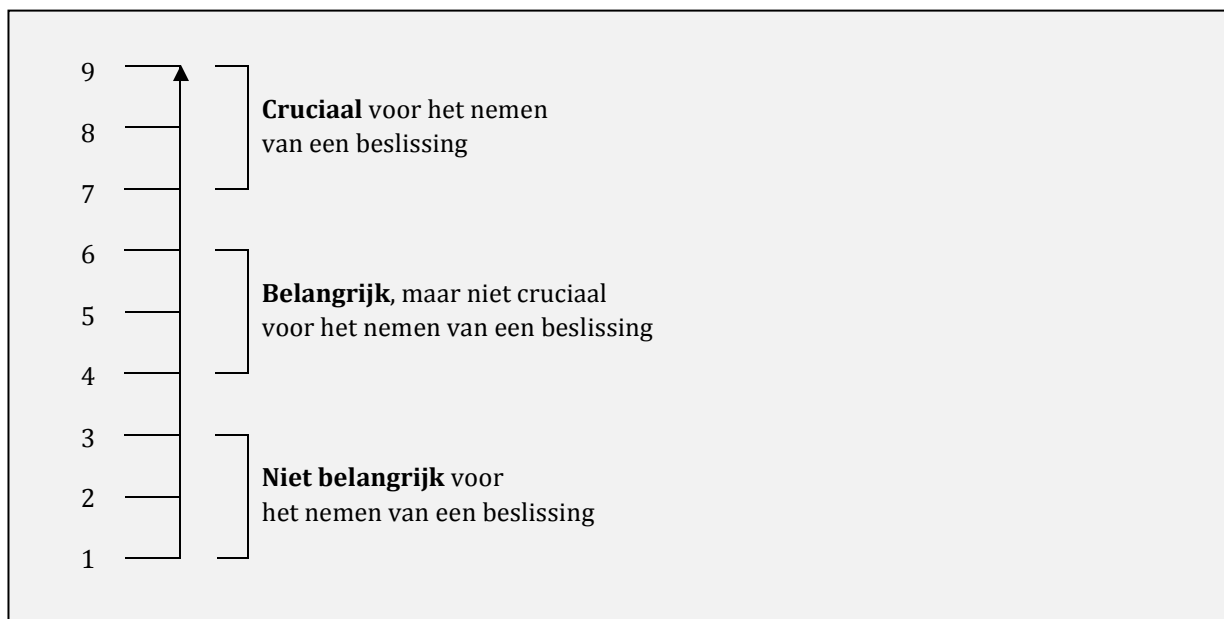 9
Cruciaal voor het nemen
8
van een beslissing
7
6
Belangrijk, maar niet cruciaal
5
voor het nemen van een beslissing
4
3
Niet belangrijk voor
2
het nemen van een beslissing
1